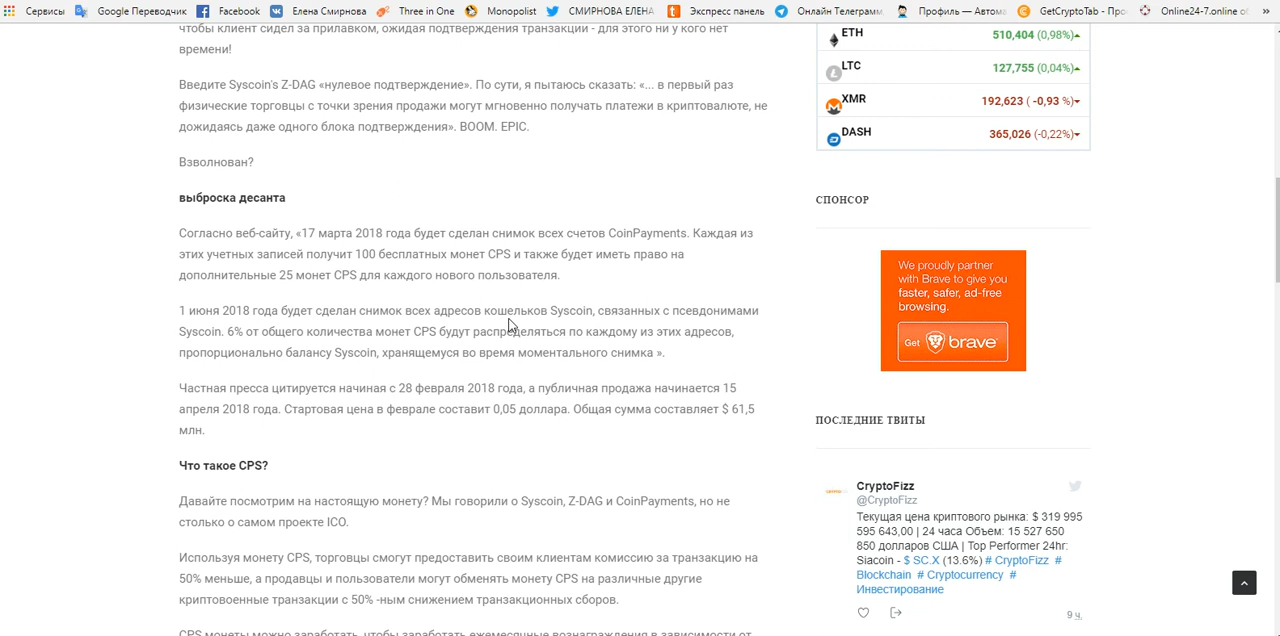 Сервисы Google Переводчик Facebook Елена Смирнова Three in One Monopolist СМИРНОВА ЕЛЕНА Экспресс панель Онлайн Телеграмм Профиль — Автома GetCryptoTab - Про Online24-7.online о »
чтобы клиент сидел за прилавком, ожидая подтверждения транзакции - для этого ни у кого нет
времени!
Введите Syscoin's Z-DAG «нулевое подтверждение». По сути, я пытаюсь сказать: «... в первый раз
физические торговцы с точки зрения продажи могут мгновенно получать платежи в криптовалюте, не
дожидаясь даже одного блока подтверждения». BOOM. EPIC.
Взволнован?
выброска десанта
Согласно веб-сайту, «17 марта 2018 года будет сделан снимок всех счетов CoinPayments. Каждая из
этих учетных записей получит 100 бесплатных монет CPS и также будет иметь право на
дополнительные 25 монет CPS для каждого нового пользователя.
1 июня 2018 года будет сделан снимок всех адресов кошельков Syscoin, связанных с псевдонимами
Syscoin. 6% от общего количества монет CPS будут распределяться по каждому из этих адресов,
пропорционально балансу Syscoin, хранящемуся во время моментального снимка ».
Частная пресса цитируется начиная с 28 февраля 2018 года, а публичная продажа начинается 15
апреля 2018 года. Стартовая цена в феврале составит 0,05 доллара. Общая сумма составляет $ 61,5
млн.
Что такое CPS?
Давайте посмотрим на настоящую монету? Мы говорили о Syscoin, Z-DAG и CoinPayments, но не
столько о самом проекте ICO.
Используя монету CPS, торговцы смогут предоставить своим клиентам комиссию за транзакцию на
50% меньше, а продавцы и пользователи могут обменять монету CPS на различные другие
криптовоенные транзакции с 50% -ным снижением транзакционных сборов.
CPS монеты можно заработать, чтобы заработать ежемесячные вознаграждения в зависимости от
ETH 510,404 (0,98%)
LTC 127,755 (0,04%)
XMR 192,623 ( -0,93 %)
DASH 365,026 (-0,22%)
СПОНСОР
We proudly partner
with Brave to give you
faster, safer, ad-free
browsing.
Get brave
ПОСЛЕДНИЕ ТВИТЫ
CryptoFizz
@CryptoFizz
Текущая цена криптового рынка: $ 319 995
595 643,00 | 24 часа Объем: 15 527 650
850 долларов США | Top Performer 24hr:
Siacoin - $ SC.X (13.6%) # CryptoFizz #
Blockchain # Cryptocurrency #
Инвестирование
9 ч.